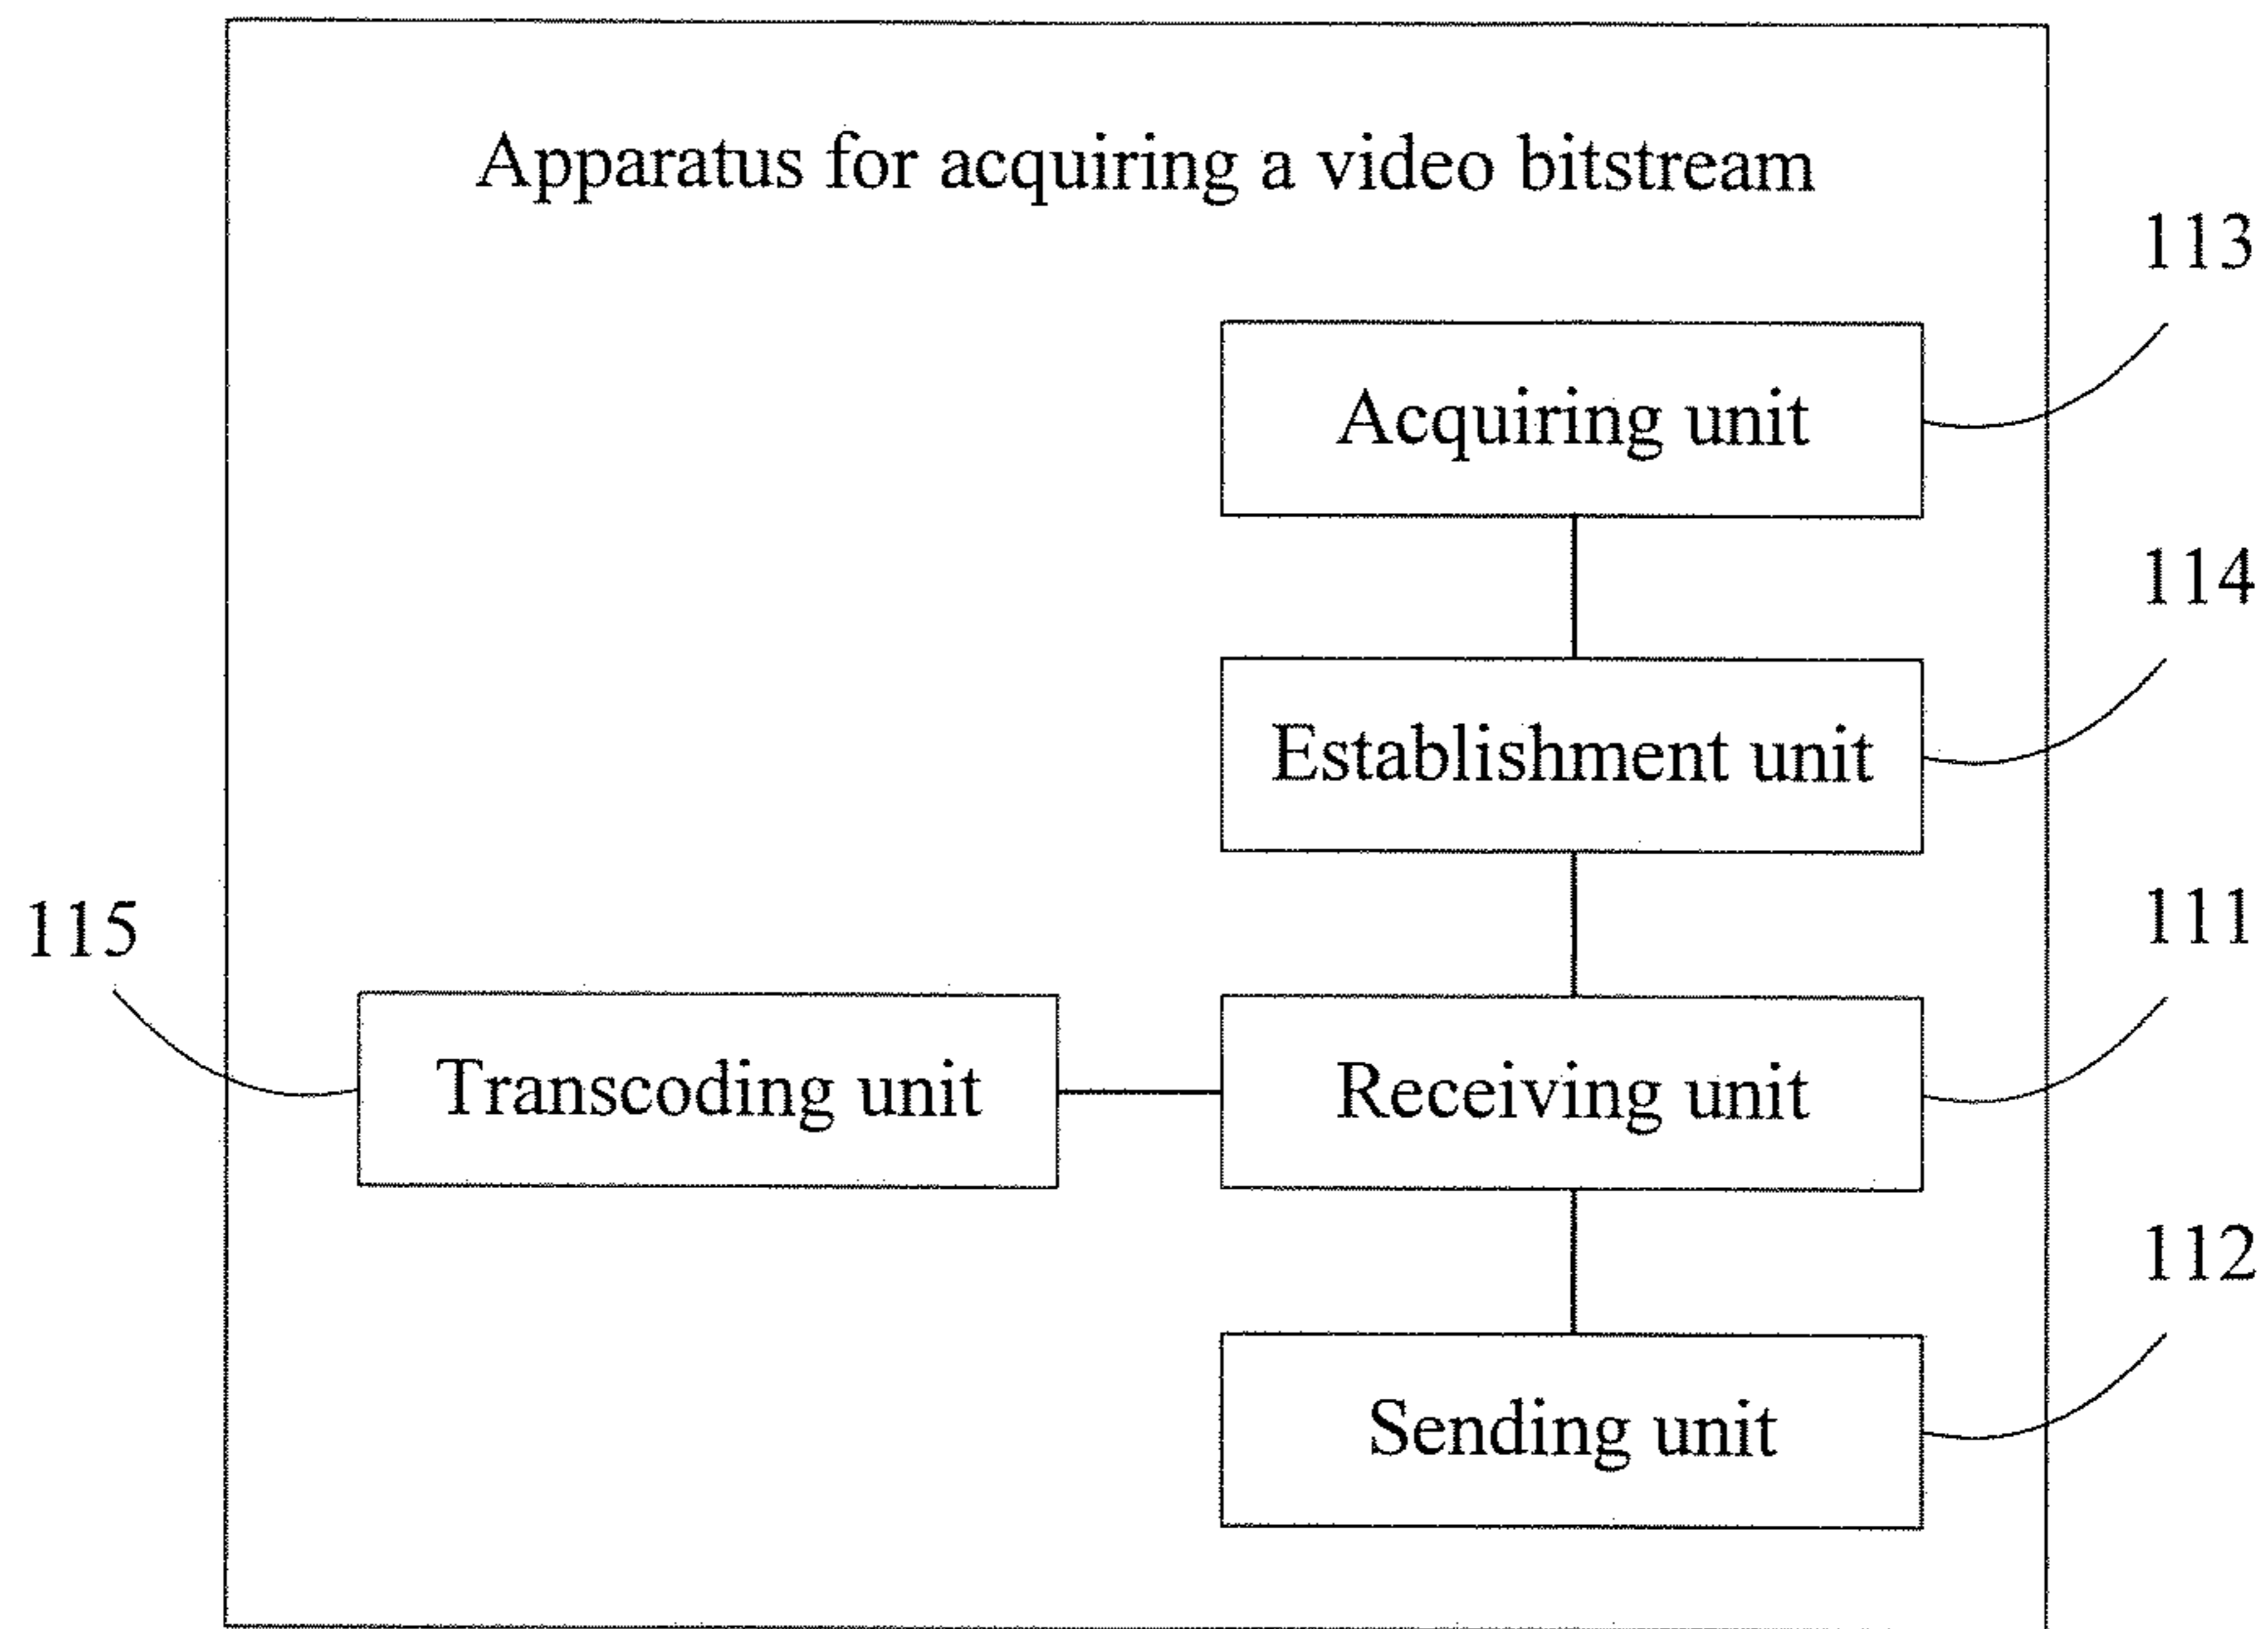 Apparatus for acquiring a video bitstream
113
Acquiring unit
114
Establishment unit
115
111
Transcoding unit
Receiving unit
112
Sending unit